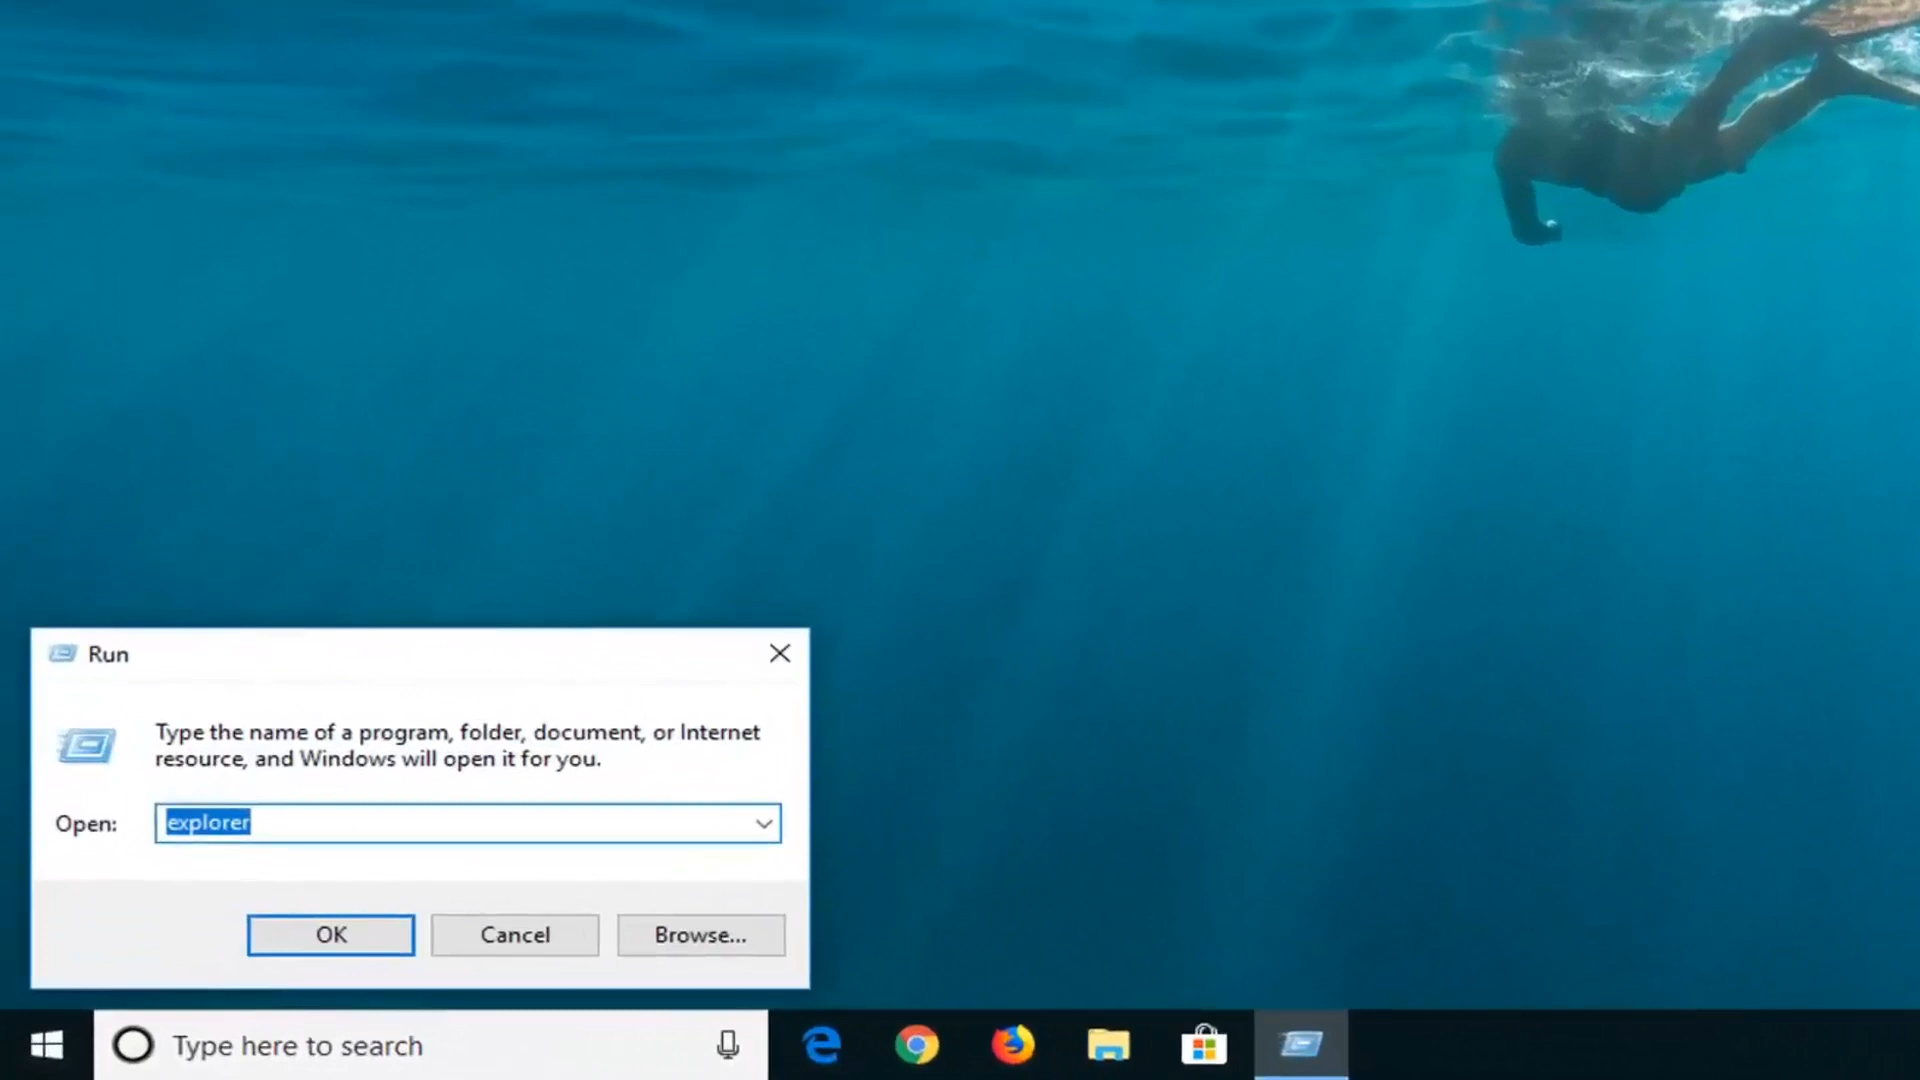 Run
Type the name of a program, folder, document, or Internet
resource, and Windows will open it for you.
Open:
explorer
OK
Cancel
Browse...
Type here to search